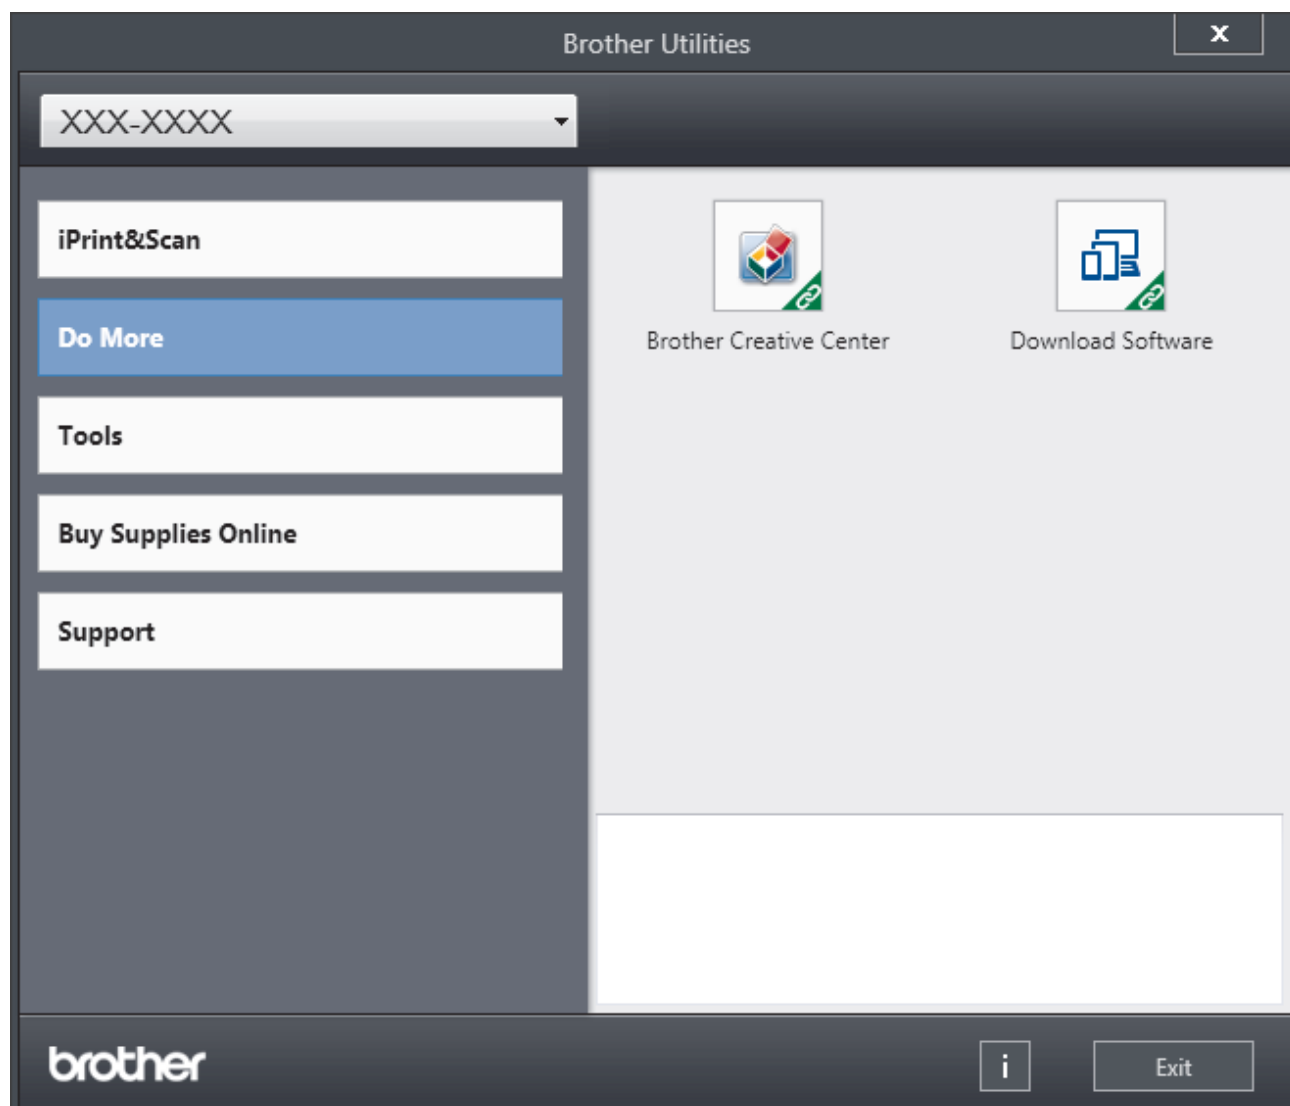 Brother Utilities
x
XXX-XXXX
iPrint&Scan
Do More
Tools
Buy Supplies Online
Support
Brother Creative Center
Download Software
brother
i
Exit